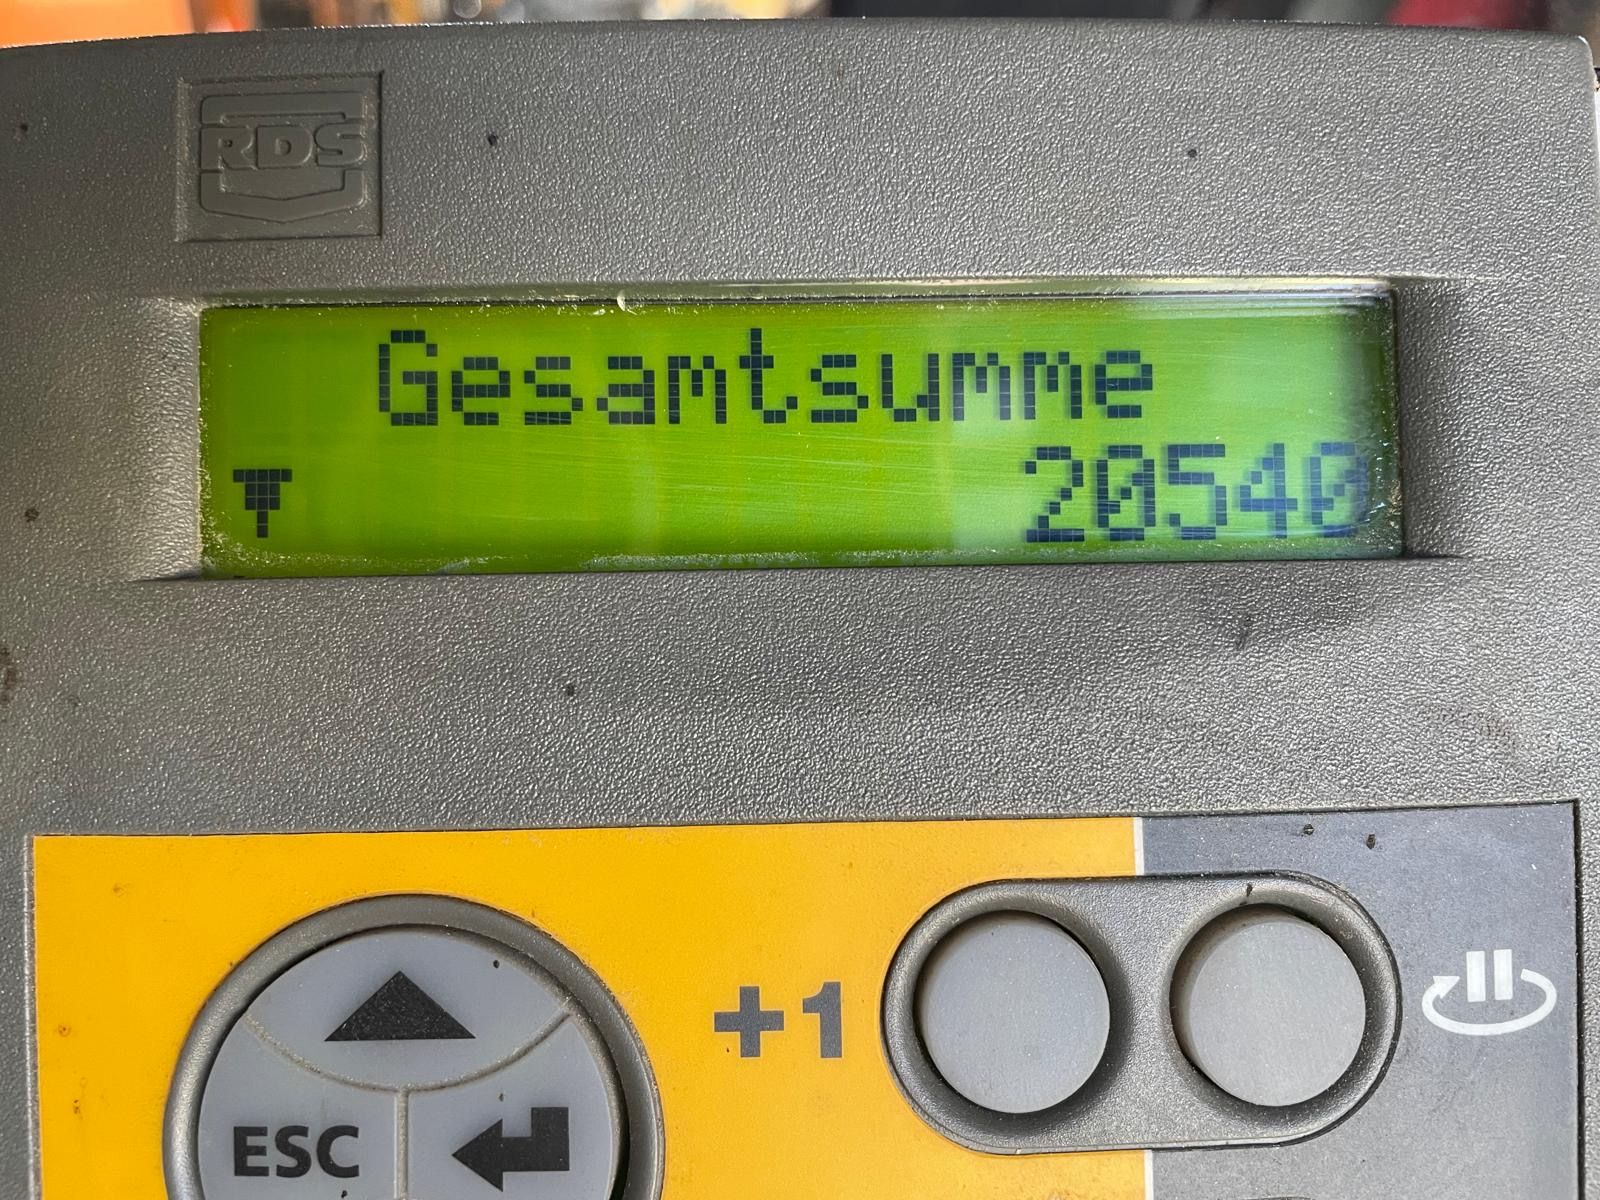 RDS
Gesamtsumme
20540
+1
ESC